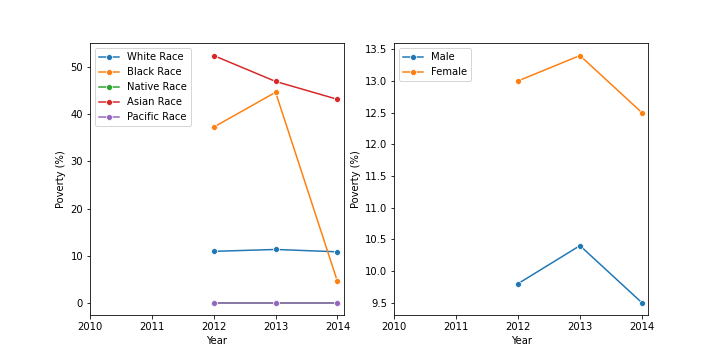 White Race
Black Race
Native Race
Asian Race
Pacific Race
50
40
30
20
10
0
Poverty (%)
2010 2011 2012 2013 2014
Year
Male
Female
13.5
13.0
12.5
12.0
11.5
11.0
10.5
10.0
9.5
Poverty (%)
2010 2011 2012 2013 2014
Year